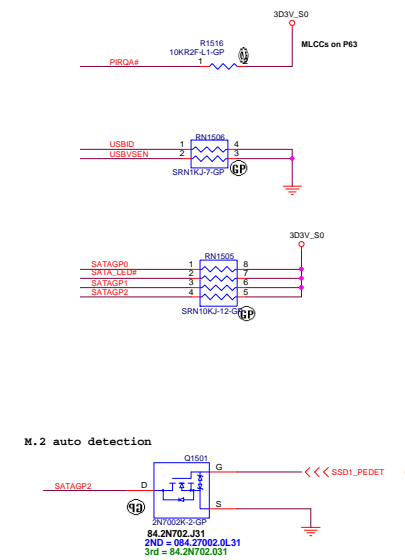 3D3V_S0
MLCCs on P63
R1516
10KR2F-L1-GP
PIRQA# 1 2
RN1506
USBID 1 4
USBVSEN 2 3
SRN1KJ-7-GP GP
3D3V_S0
RN1505
SATAGP0 1 8
SATA_LED# 2 7
SATAGP1 3 6
SATAGP2 4 5
SRN10KJ-12-GP GP
M.2 auto detection
Q1501
G
SSD1_PEDET
SATAGP2 D
S
GP
2N7002K-2-GP
84.2N702.J31
2ND = 084.27002.0L31
3rd = 84.2N702.031